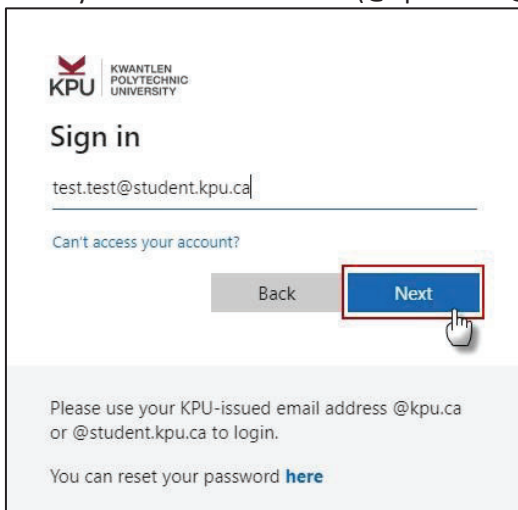 KPU
KWANTLEN
POLYTECHNIC
UNIVERSITY
Sign in
test.test@student.kpu.ca
Can't access your account?
Back
Next
Please use your KPU-issued email address @kpu.ca
or @student.kpu.ca to login.
You can reset your password here